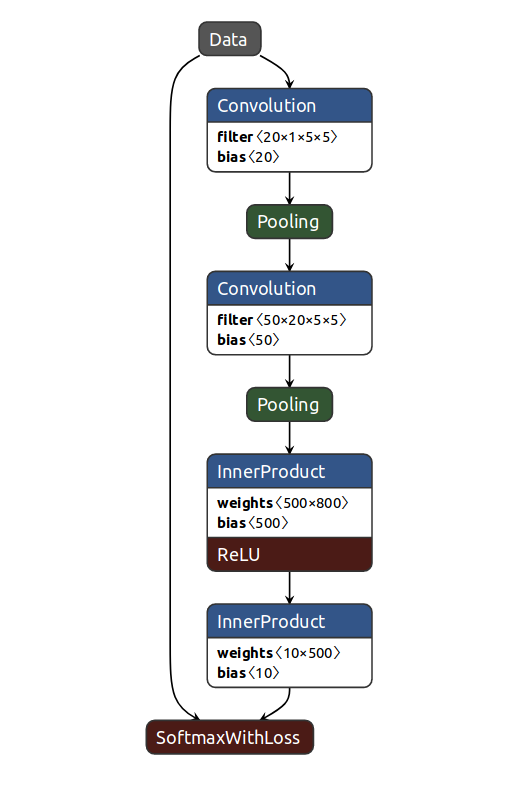 Data
Convolution
filter〈20×1×5×5〉
bias〈20〉
Pooling
Convolution
filter〈50×20×5×5〉
bias〈50〉
Pooling
InnerProduct
weights〈500×800〉
bias〈500〉
ReLU
InnerProduct
weights〈10×500〉
bias〈10〉
SoftmaxWithLoss